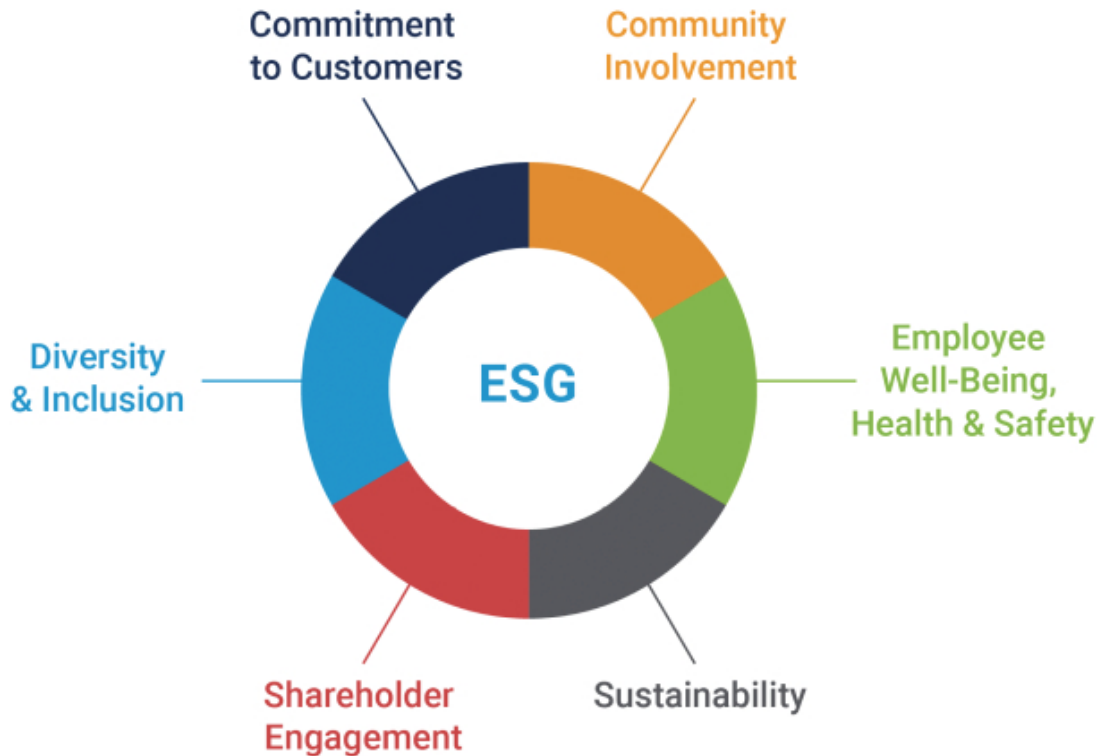 Commitment
to Customers
Community
Involvement
Diversity
& Inclusion
ESG
Employee
Well-Being,
Health & Safety
Shareholder
Engagement
Sustainability